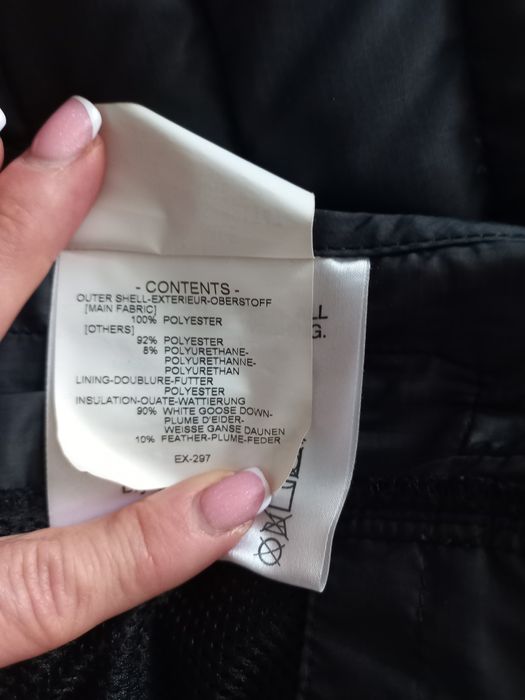 - CONTENTS -
OUTER SHELL-EXTERIEUR-OBERSTOFF
[MAIN FABRIC]
100% POLYESTER
[OTHERS]
92% POLYESTER
8% POLYURETHANE-
POLYURETHANNE-
POLYURETHAN
LINING-DOUBLURE-FUTTER
POLYESTER
INSULATION-OUATE-WATTIERUNG
90% WHITE GOOSE DOWN-
PLUME D'EIDER-
WEISSE GANSE DAUNEN
10% FEATHER-PLUME-FEDER
EX-297
LL
G.